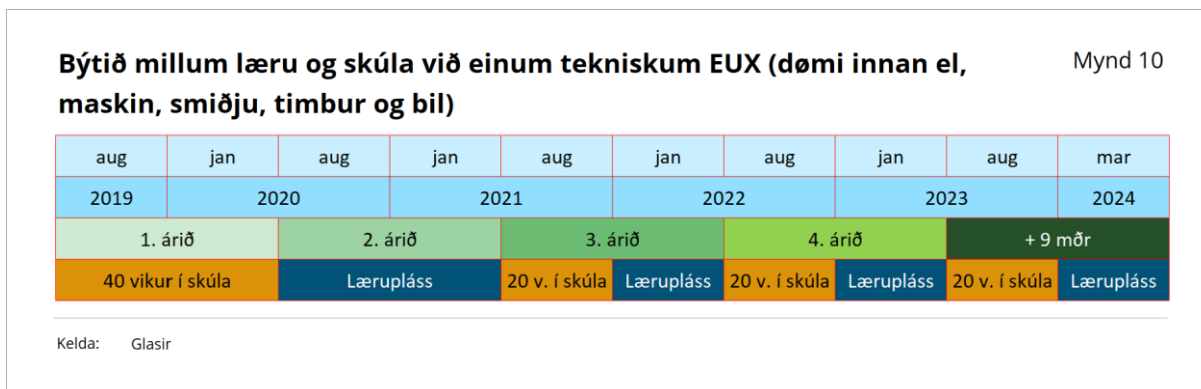 Býtið millum læru og skúla við einum tekniskum EUX (dømi innan el,
maskin, smiðju, timbur og bil)
Mynd 10
aug jan aug jan aug jan aug jan aug mar
2019 2020 2021 2022 2023 2024
1. árið 2. árið 3. árið 4. árið + 9 mðr
40 vikur í skúla Lærupláss 20 v. í skúla Lærupláss 20 v. í skúla Lærupláss 20 v. í skúla Lærupláss
Kelda: Glasir